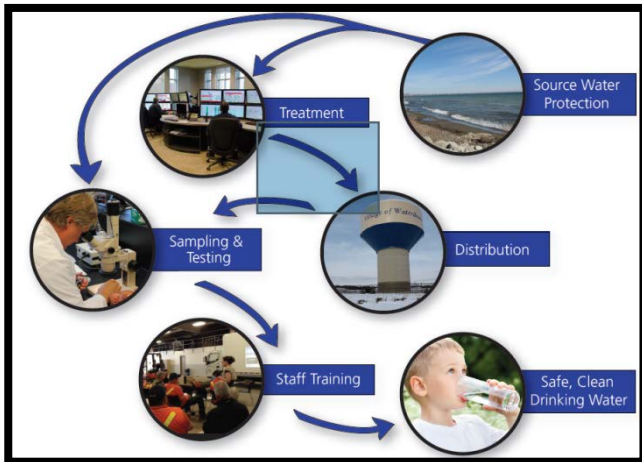 Source Water
Protection
Treatment
Distribution
Sampling &
Testing
Staff Training
Safe, Clean
Drinking Water